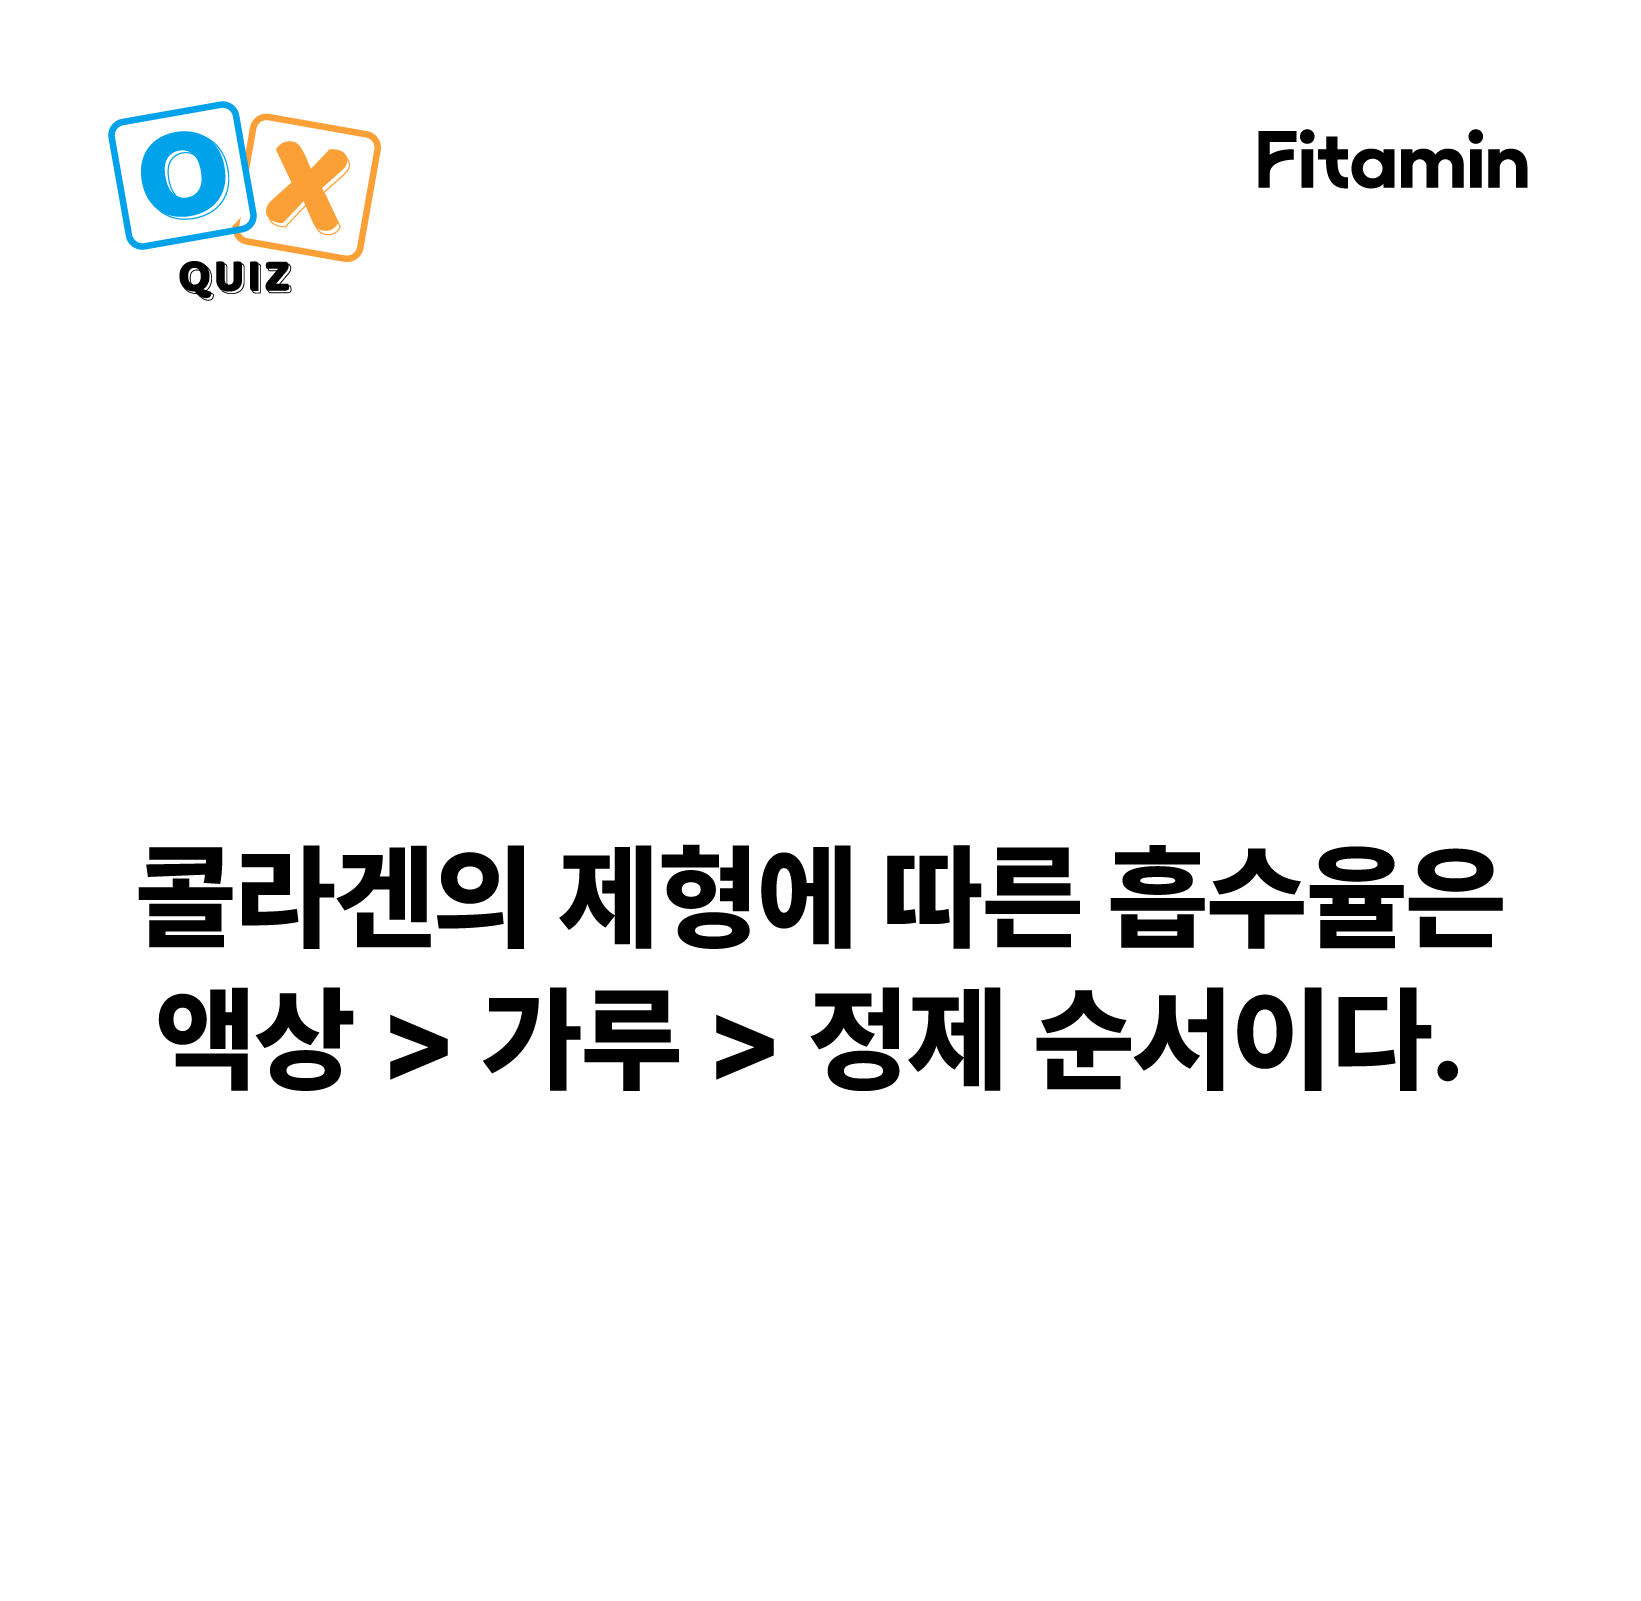 OX
QUIZ
Fitamin
콜라겐의 제형에 따른 흡수율은
액상 > 가루 > 정제 순서이다.